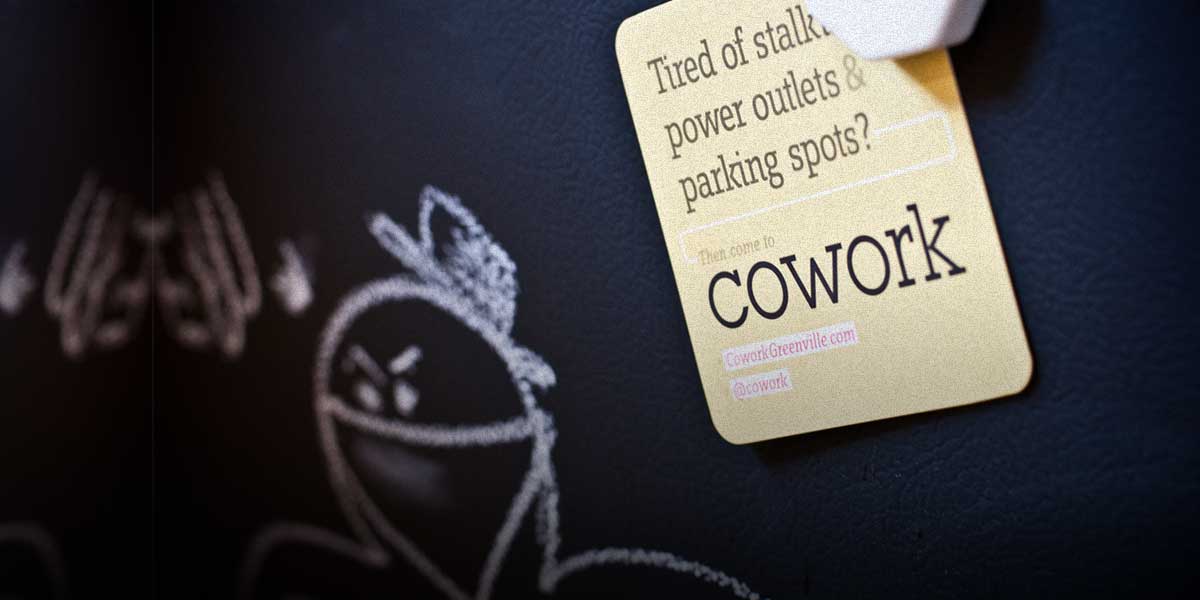 Tired of
power outlets &
parking spots?
Then come to
cowork
CoworkGreenville.com
@cowork